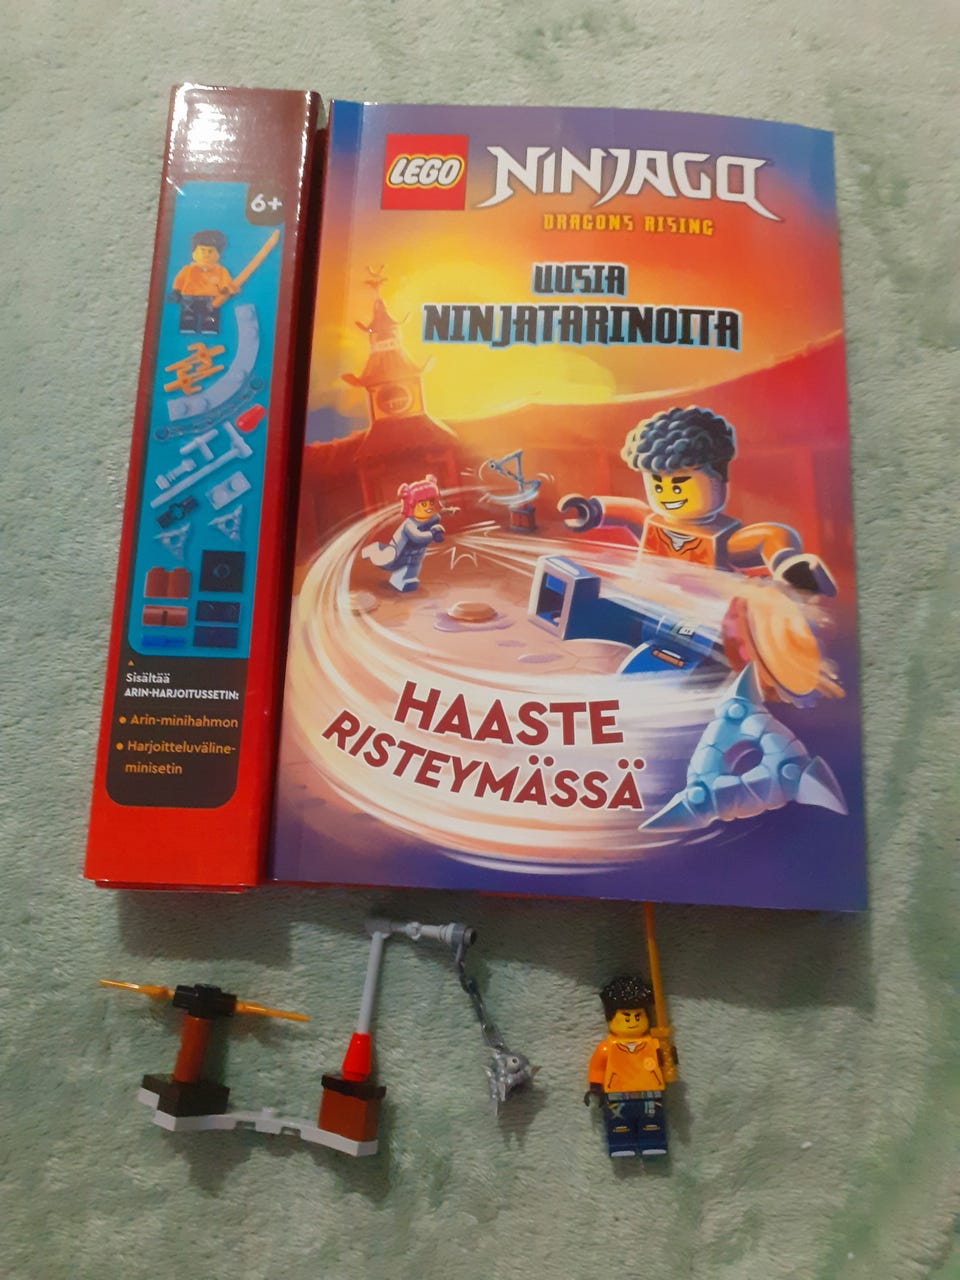 6+
Sisältää
ARIN-HARJOITUSSETIN:
• Arin-minihahmon
• Harjoitteluväline-
minisetin
LEGO NINJAGO
DRAGONS RISING
UUSIA
NINJATARINOITA
HAASTE
RISTEYMÄSSÄ